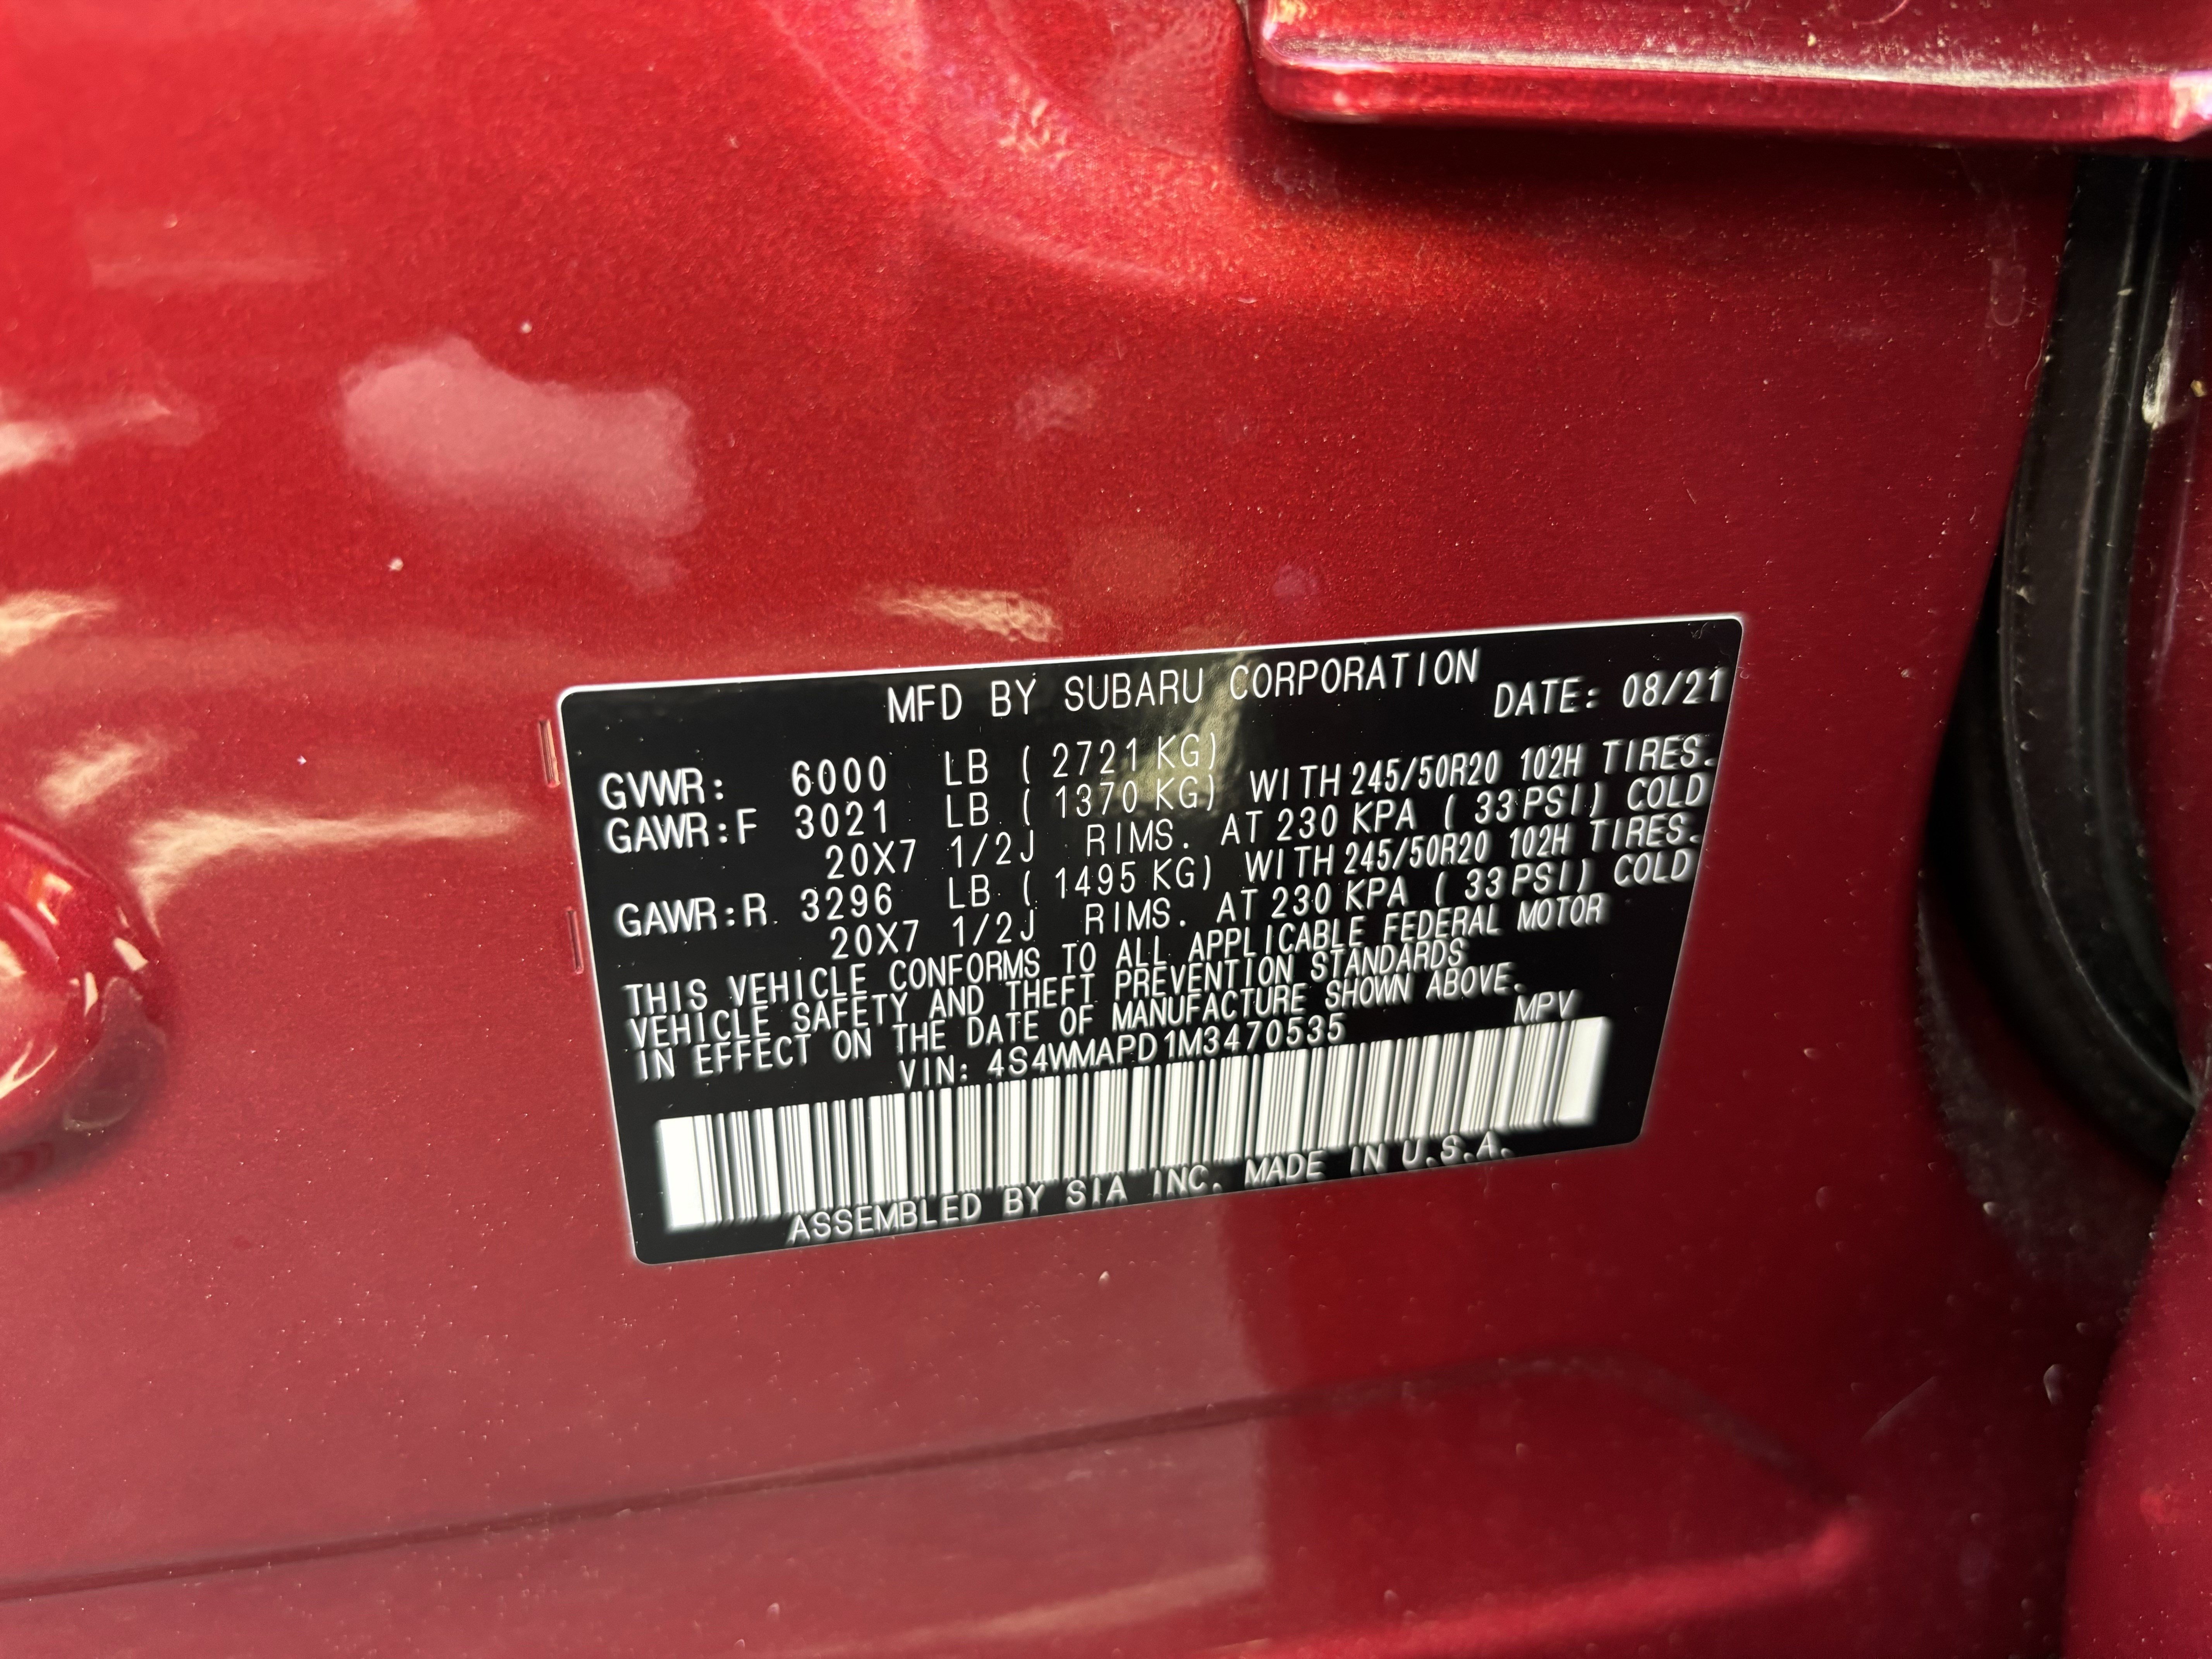 MFD BY SUBARU CORPORATION DATE: 08/21
GVWR: 6000 LB ( 2721 KG)
GAWR:F 3021 LB ( 1370 KG) WITH 245/50R20 102H TIRES.
20X7 1/2J RIMS. AT 230 KPA ( 33PSI) COLD
GAWR:R 3296 LB ( 1495 KG) WITH 245/50R20 102H TIRES.
20X7 1/2J RIMS. AT 230 KPA ( 33PSI) COLD
THIS VEHICLE CONFORMS TO ALL APPLICABLE FEDERAL MOTOR
VEHICLE SAFETY AND THEFT PREVENTION STANDARDS
IN EFFECT ON THE DATE OF MANUFACTURE SHOWN ABOVE.
VIN: 4S4WMAPD1M3470535 MPV
ASSEMBLED BY SIA INC. MADE IN U.S.A.